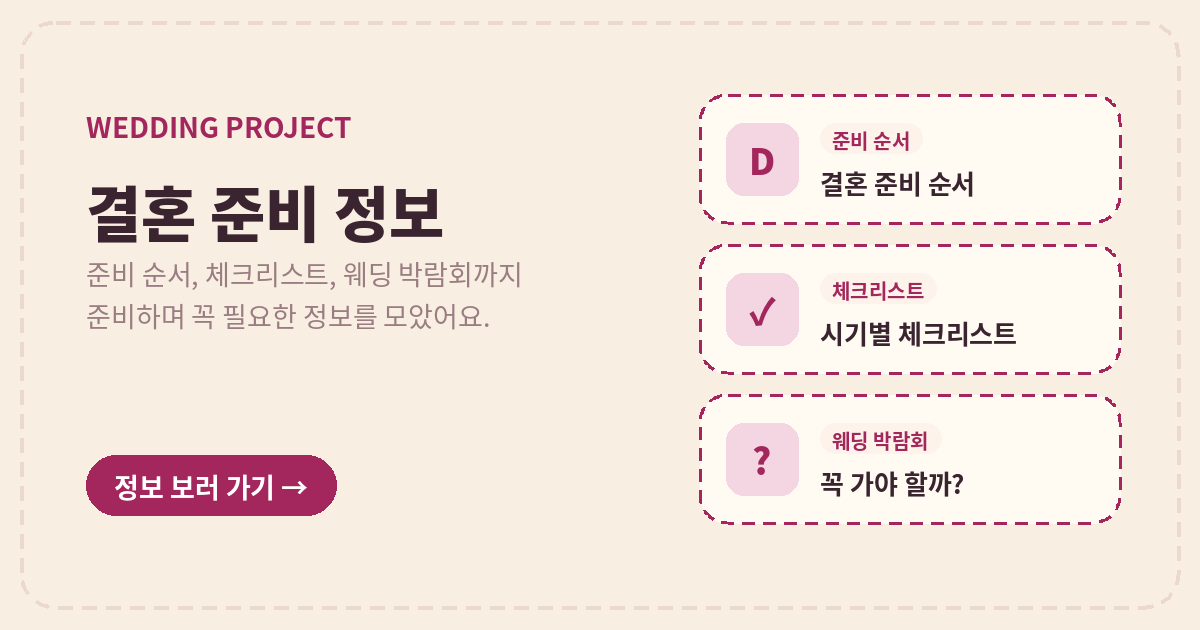 WEDDING PROJECT
결혼 준비 정보
준비 순서, 체크리스트, 웨딩 박람회까지
준비하며 꼭 필요한 정보를 모았어요.
정보 보러 가기 →
D
준비 순서
결혼 준비 순서
✓
체크리스트
시기별 체크리스트
?
웨딩 박람회
꼭 가야 할까?